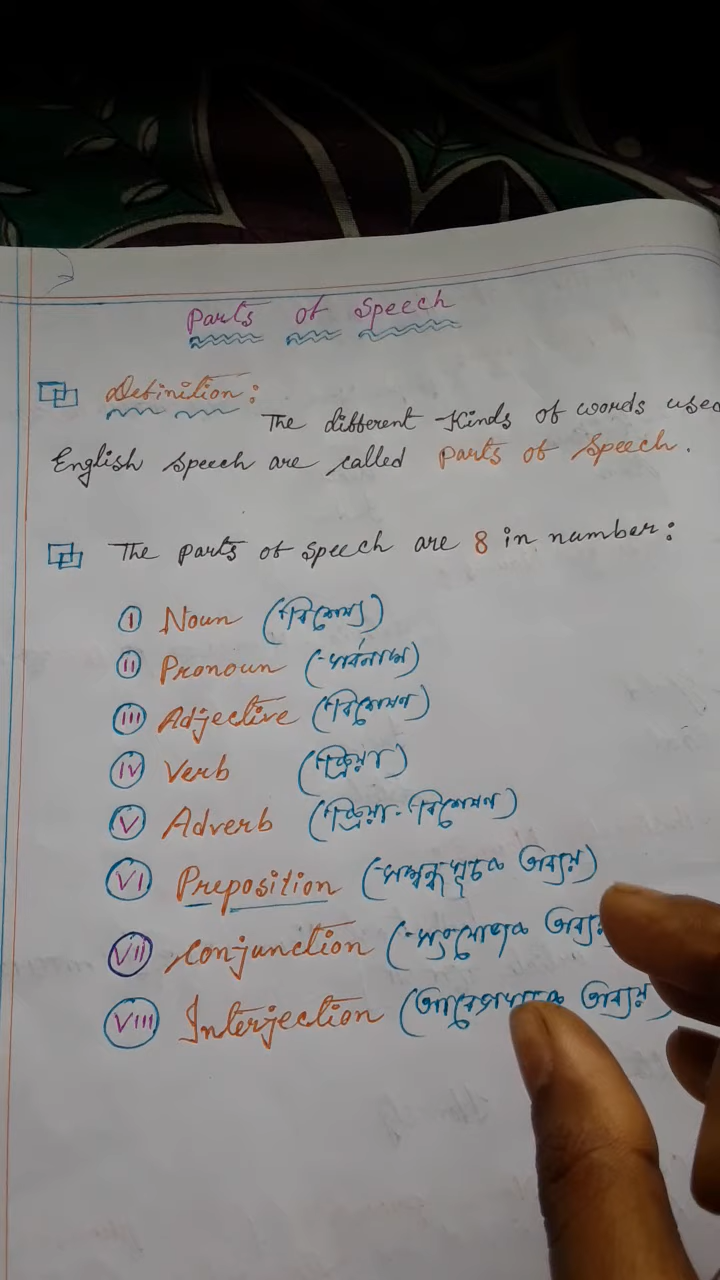 Parts of Speech
Definition:
The different kinds of words used
English speech are called Parts of Speech.
The parts of speech are 8 in number:
I Noun (বিশেষ্য)
II Pronoun (সর্বনাম)
III Adjective (বিশেষণ)
IV Verb (ক্রিয়া)
V Adverb (ক্রিয়া-বিশেষণ)
VI Preposition (সম্বন্ধসূচক অব্যয়)
VII Conjunction (সংযোজক অব্যয়
VIII Interjection (আবেগসূচক অব্যয়)